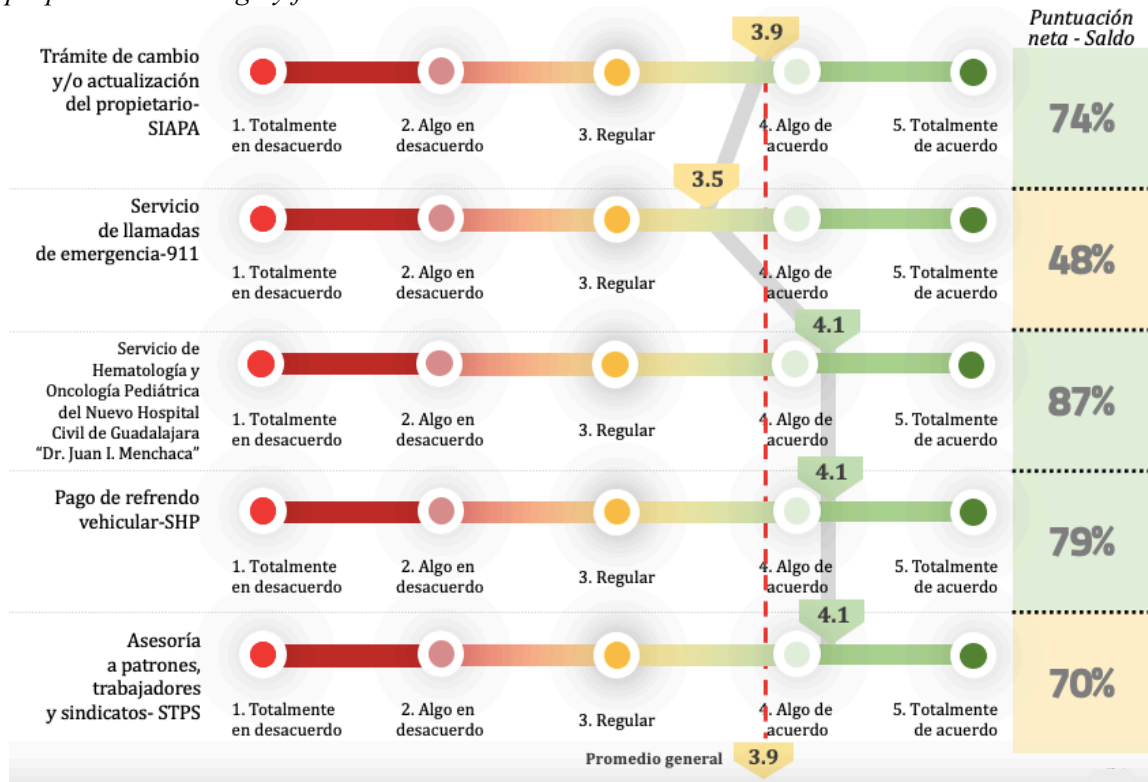 Puntuación
neta - Saldo
3.9
Trámite de cambio
y/o actualización
del propietario-
SIAPA
1. Totalmente
en desacuerdo
2. Algo en
desacuerdo
3. Regular
4. Algo de
acuerdo
5. Totalmente
de acuerdo
74%
3.5
Servicio
de llamadas
de emergencia-911
1. Totalmente
en desacuerdo
2. Algo en
desacuerdo
3. Regular
4. Algo de
acuerdo
5. Totalmente
de acuerdo
48%
4.1
Servicio de
Hematología y
Oncología Pediátrica
del Nuevo Hospital
Civil de Guadalajara
“Dr. Juan I. Menchaca”
1. Totalmente
en desacuerdo
2. Algo en
desacuerdo
3. Regular
4. Algo de
acuerdo
5. Totalmente
de acuerdo
87%
4.1
Pago de refrendo
vehicular-SHP
1. Totalmente
en desacuerdo
2. Algo en
desacuerdo
3. Regular
4. Algo de
acuerdo
5. Totalmente
de acuerdo
79%
4.1
Asesoría
a patrones,
trabajadores
y sindicatos- STPS
1. Totalmente
en desacuerdo
2. Algo en
desacuerdo
3. Regular
4. Algo de
acuerdo
5. Totalmente
de acuerdo
70%
Promedio general 3.9